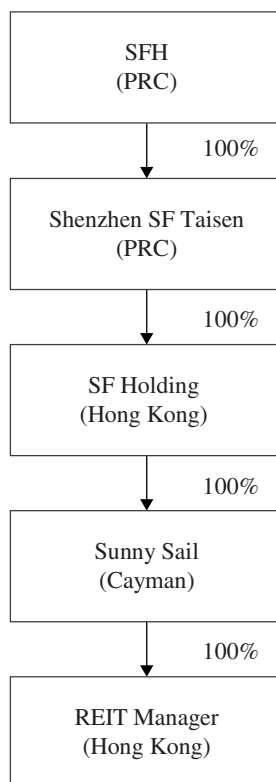 SFH
(PRC)
100%
Shenzhen SF Taisen
(PRC)
100%
SF Holding
(Hong Kong)
100%
Sunny Sail
(Cayman)
100%
REIT Manager
(Hong Kong)